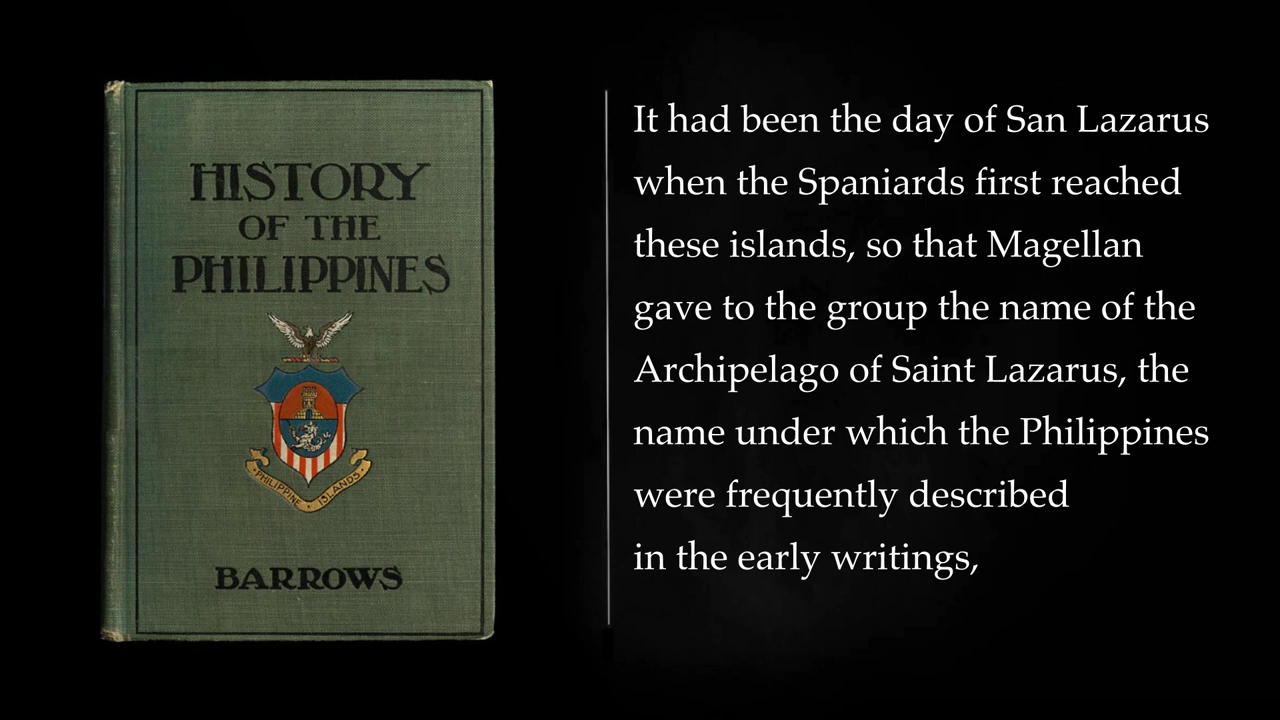 HISTORY
OF THE
PHILIPPINES
PHILIPPINE ISLANDS
BARROWS
It had been the day of San Lazarus
when the Spaniards first reached
these islands, so that Magellan
gave to the group the name of the
Archipelago of Saint Lazarus, the
name under which the Philippines
were frequently described
in the early writings,